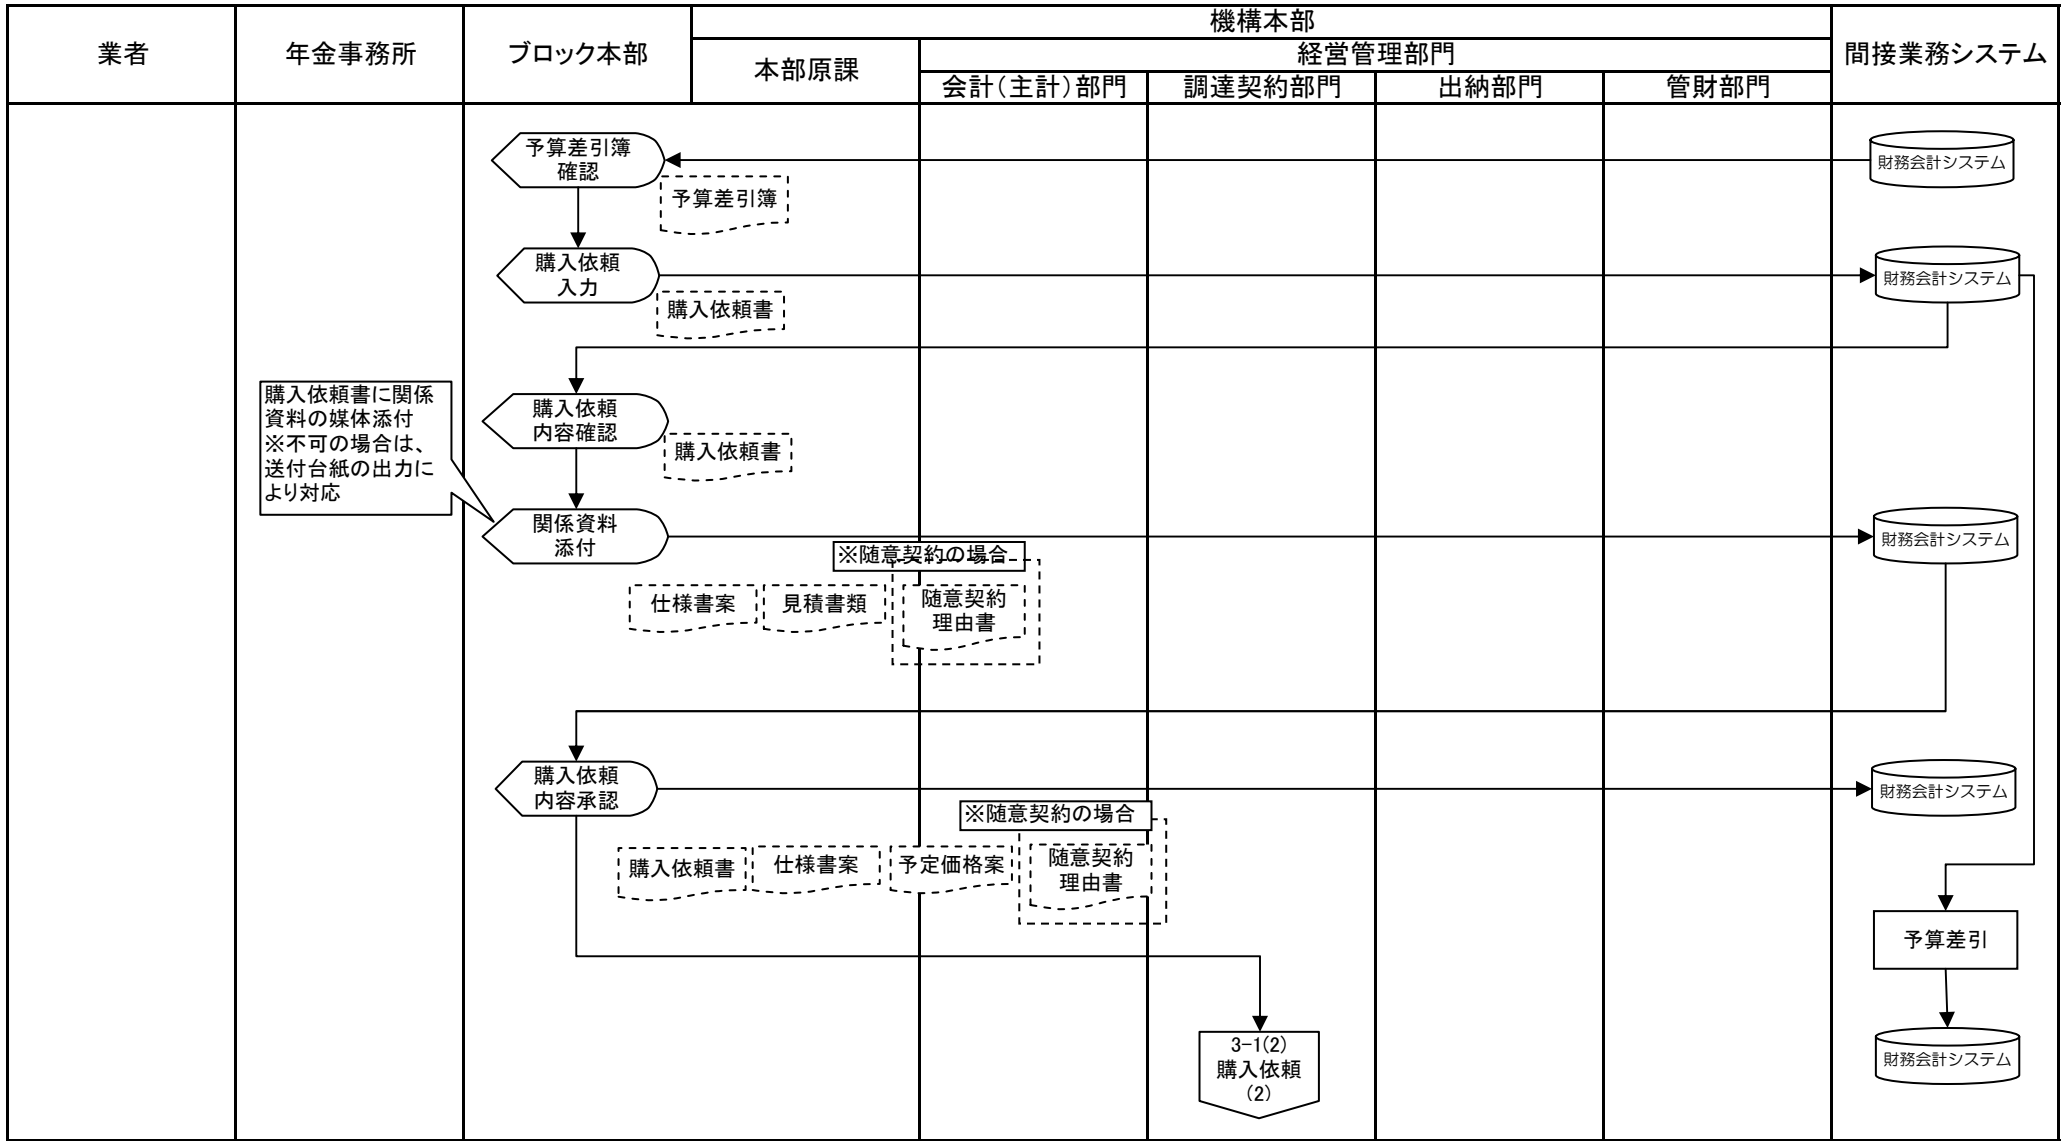 業者
年金事務所
ブロック本部
機構本部
本部原課
経営管理部門
会計（主計）部門
調達契約部門
出納部門
管財部門
間接業務システム
予算差引簿
確認
財務会計システム
予算差引簿
購入依頼
入力
財務会計システム
購入依頼書
購入依頼書に関係
資料の媒体添付
※不可の場合は、
送付台紙の出力に
より対応
購入依頼
内容確認
購入依頼書
関係資料
添付
財務会計システム
※随意契約の場合
仕様書案
見積書類
随意契約
理由書
購入依頼
内容承認
財務会計システム
※随意契約の場合
購入依頼書
仕様書案
予定価格案
随意契約
理由書
予算差引
3-1(2)
購入依頼
(2)
財務会計システム